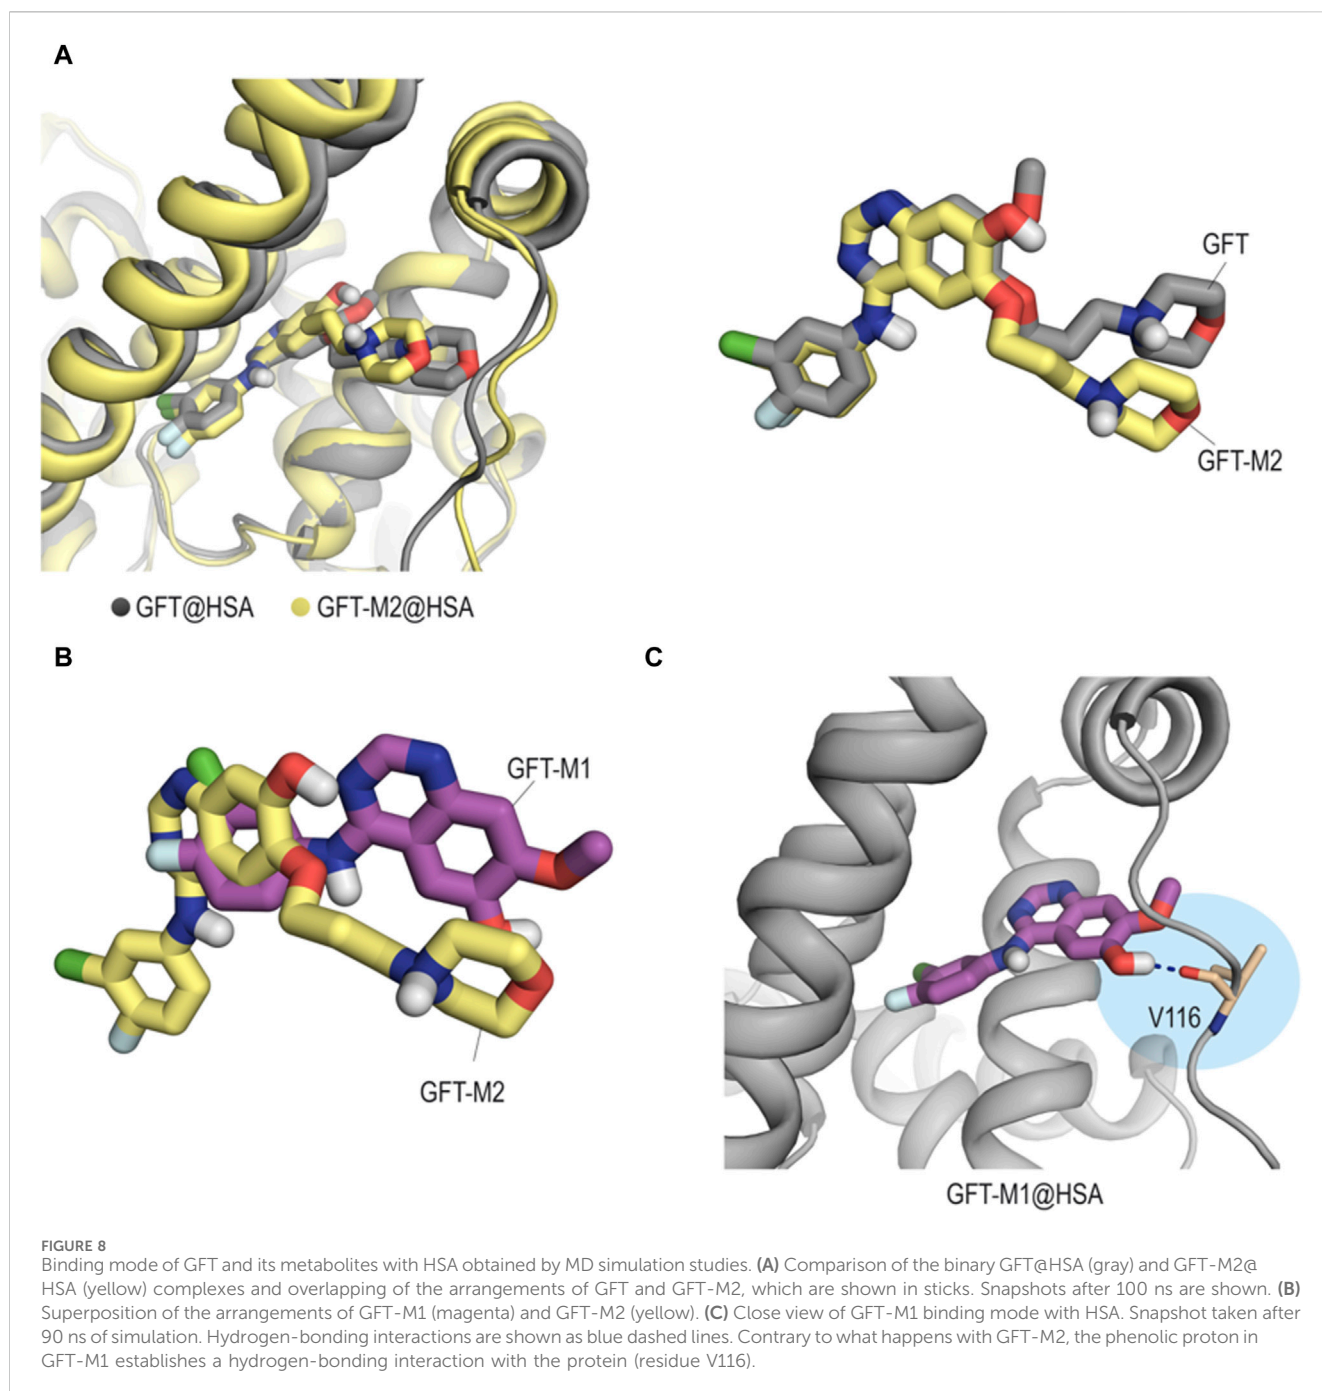 A
GFT
GFT-M2
GFT@HSA
GFT-M2@HSA
B
C
GFT-M1
GFT-M2
V116
GFT-M1@HSA
FIGURE 8
Binding mode of GFT and its metabolites with HSA obtained by MD simulation studies. (A) Comparison of the binary GFT@HSA (gray) and GFT-M2@
HSA (yellow) complexes and overlapping of the arrangements of GFT and GFT-M2, which are shown in sticks. Snapshots after 100 ns are shown. (B)
Superposition of the arrangements of GFT-M1 (magenta) and GFT-M2 (yellow). (C) Close view of GFT-M1 binding mode with HSA. Snapshot taken after
90 ns of simulation. Hydrogen-bonding interactions are shown as blue dashed lines. Contrary to what happens with GFT-M2, the phenolic proton in
GFT-M1 establishes a hydrogen-bonding interaction with the protein (residue V116).